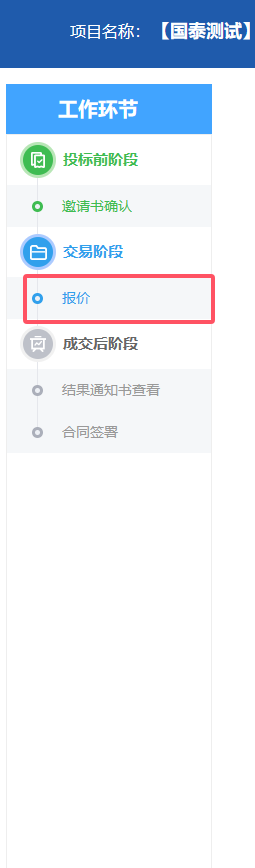 项目名称：【国泰测试】
工作环节
投标前阶段
邀请书确认
交易阶段
报价
成交后阶段
结果通知书查看
合同签署